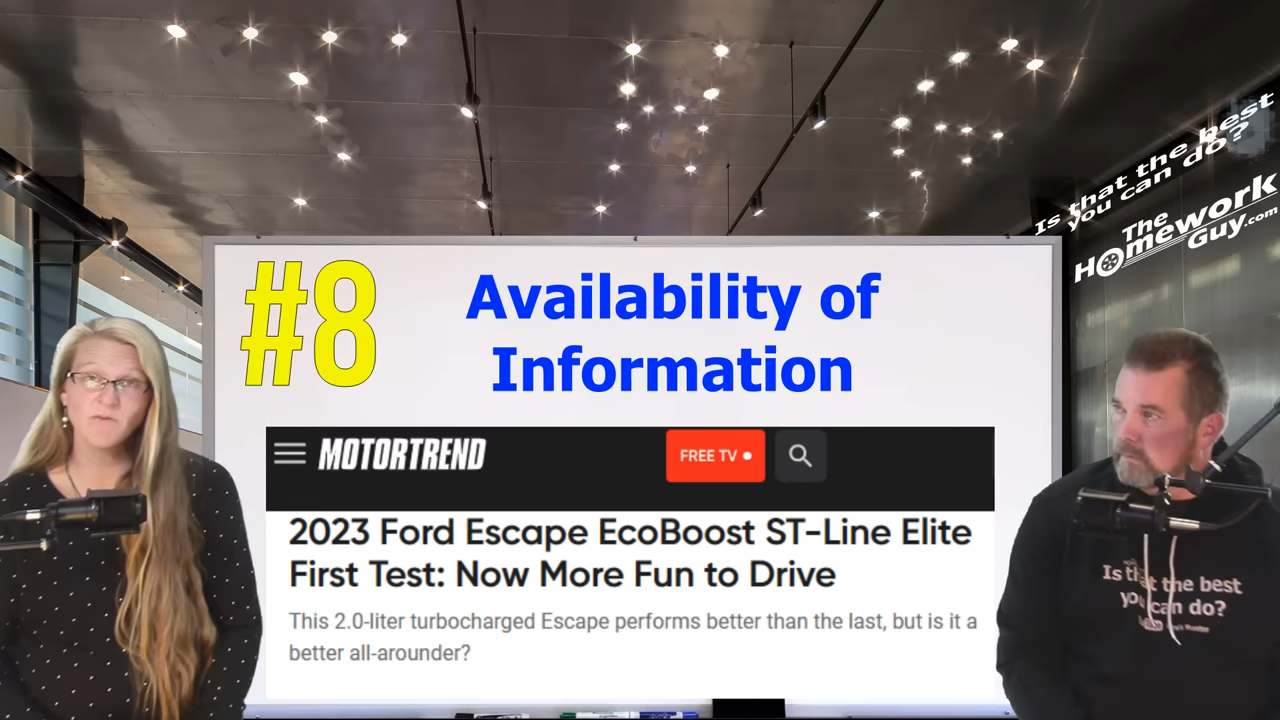 Is that the best
you can do?
The
Homework
Guy.com
#8
Availability of
Information
MOTORTREND
FREE TV
2023 Ford Escape EcoBoost ST-Line Elite
First Test: Now More Fun to Drive
This 2.0-liter turbocharged Escape performs better than the last, but is it a
better all-arounder?
Is that the best
you can do?